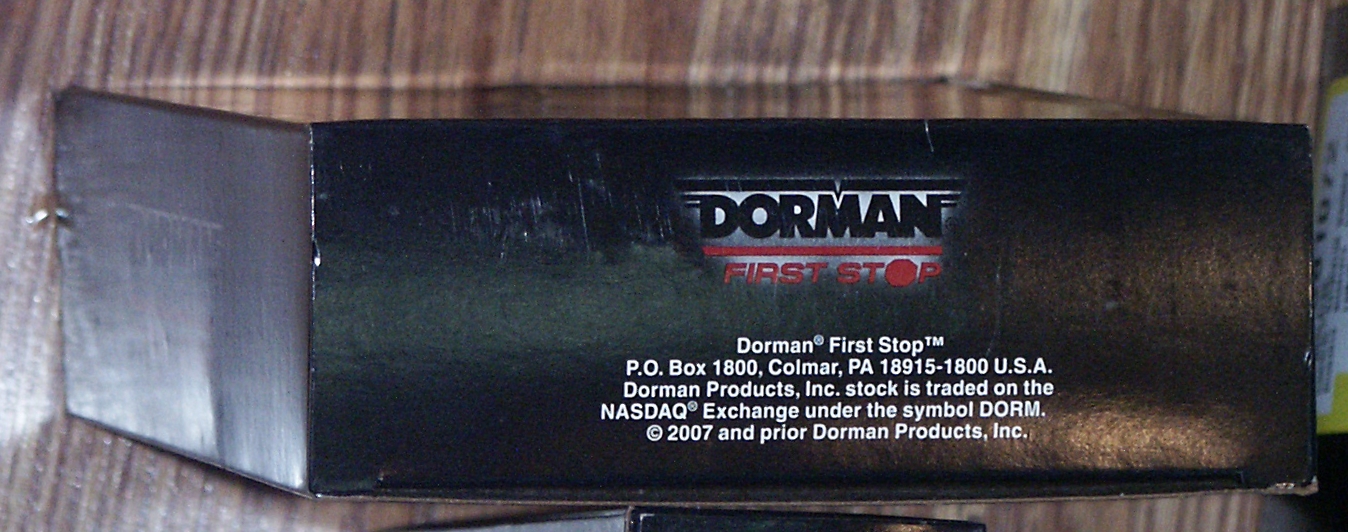 DORMAN
FIRST STOP
Dorman® First Stop™
P.O. Box 1800, Colmar, PA 18915-1800 U.S.A.
Dorman Products, Inc. stock is traded on the
NASDAQ® Exchange under the symbol DORM.
© 2007 and prior Dorman Products, Inc.